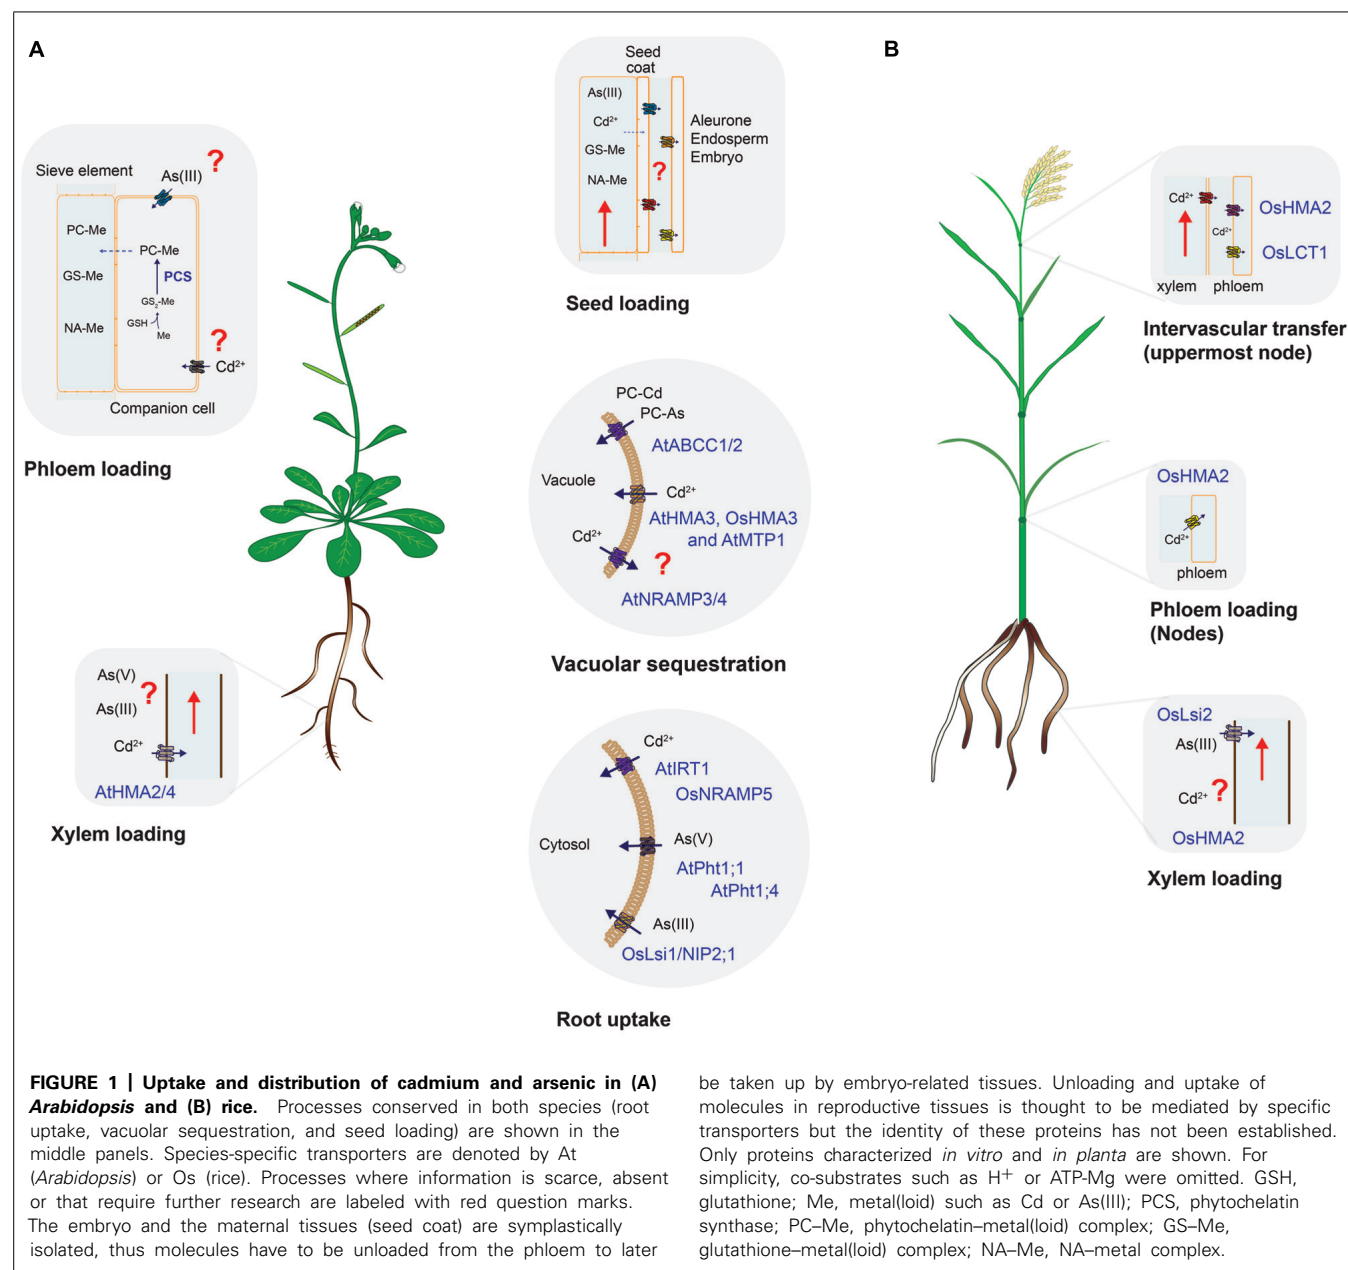 A
Sieve element
As(III)
?
PC-Me
PC-Me
GS-Me
PCS
GS2-Me
NA-Me
GSH
Me
?
Cd2+
Companion cell
Phloem loading
As(V)
?
As(III)
Cd2+
AtHMA2/4
Xylem loading
Seed
coat
As(III)
Cd2+
GS-Me
NA-Me
?
Aleurone
Endosperm
Embryo
Seed loading
PC-Cd
PC-As
AtABCC1/2
Vacuole
Cd2+
AtHMA3, OsHMA3
and AtMTP1
Cd2+
?
AtNRAMP3/4
Vacuolar sequestration
Cd2+
AtIRT1
OsNRAMP5
As(V)
Cytosol
AtPht1;1
AtPht1;4
As(III)
OsLsi1/NIP2;1
Root uptake
B
Cd2+
OsHMA2
Cd2+
OsLCT1
xylem phloem
Intervascular transfer
(uppermost node)
OsHMA2
Cd2+
phloem
Phloem loading
(Nodes)
OsLsi2
As(III)
Cd2+
?
OsHMA2
Xylem loading
FIGURE 1 | Uptake and distribution of cadmium and arsenic in (A)
Arabidopsis and (B) rice. Processes conserved in both species (root
uptake, vacuolar sequestration, and seed loading) are shown in the
middle panels. Species-specific transporters are denoted by At
(Arabidopsis) or Os (rice). Processes where information is scarce, absent
or that require further research are labeled with red question marks.
The embryo and the maternal tissues (seed coat) are symplastically
isolated, thus molecules have to be unloaded from the phloem to later
be taken up by embryo-related tissues. Unloading and uptake of
molecules in reproductive tissues is thought to be mediated by specific
transporters but the identity of these proteins has not been established.
Only proteins characterized in vitro and in planta are shown. For
simplicity, co-substrates such as H+ or ATP-Mg were omitted. GSH,
glutathione; Me, metal(loid) such as Cd or As(III); PCS, phytochelatin
synthase; PC–Me, phytochelatin–metal(loid) complex; GS–Me,
glutathione–metal(loid) complex; NA–Me, NA–metal complex.